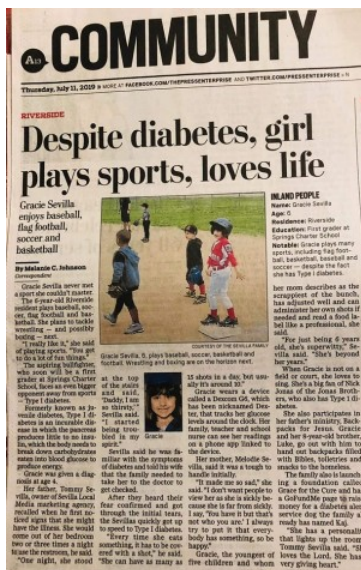 A13
COMMUNITY
Thursday, July 11, 2019 MORE AT FACEBOOK.COM/THEPRESSENTERPRISE AND TWITTER.COM/PRESSENTERPRISE
RIVERSIDE
Despite diabetes, girl
plays sports, loves life
Gracie Sevilla
enjoys baseball,
flag football,
soccer and
basketball
By Melanie C. Johnson
Correspondent
Gracie Sevilla never met
a sport she couldn't master.
The 6-year-old Riverside
resident plays baseball, soc-
cer, flag football and bas-
ketball. She plans to tackle
wrestling — and possibly
boxing — next.
"I really like it," she said
of playing sports. "You get
to do a lot of fun things."
The aspiring
who soon will be a first
grader at Springs Charter
School, faces an even bigger
opponent away from sports
— Type 1 diabetes.
Formerly known as ju-
venile diabetes, Type 1 di-
abetes is an incurable dis-
ease in which the pancreas
produces little to no insu-
lin, which the body needs to
break down carbohydrates
eaten into blood glucose to
produce energy.
Gracie was given a diag-
nosis at age 4.
Her father, Tommy Se-
villa, owner of Sevilla Local
Media marketing agency,
recalled when he first no-
ticed signs that she might
have the illness. She would
come out of her bedroom
two or three times a night
to use the restroom, he said.
"One night, she stood
COURTESY OF THE SEVILLA FAMILY
Gracie Sevilla, 6, plays baseball, soccer, basketball and
football. Wrestling and boxing are on the horizon next.
at the top
of the stairs
and said,
'Daddy, I am
so thirsty,'"
Sevilla said.
"I started
being trou-
bled in my
spirit."
Gracie
Sevilla said he was fa-
miliar with the symptoms
of diabetes and told his wife
that the family needed to
take her to the doctor to
get checked.
After they heard their
fear confirmed and got
through the initial tears, the
Sevillas quickly got up
to speed to Type 1 diabetes.
"Every time she eats
something, it has to be cov-
ered with a shot," he said.
"She can have as many as
15 shots in a day, but usu-
ally it's around 10."
Gracie wears a device
called a Dexcom G6, which
has been nicknamed Dex-
ter, that tracks her glucose
levels around the clock. Her
family, teacher and school
nurse can see her readings
on a phone app linked to
the device.
Her mother, Melodie Se-
villa, said it was a tough to
handle initially.
"It made me so sad," she
said. "I don't want people to
view her as she is sickly be-
cause she is far from sickly.
I say, 'You have it but that's
not who you are.' I always
try to get it that every-
body has something, so be
happy."
Gracie, the youngest of
five children and whom
INLAND PEOPLE
Name: Gracie Sevilla
Age: 6
Residence: Riverside
Education: First grader at
Springs Charter School
Notable: Gracie plays many
sports, including flag foot-
ball, basketball, baseball and
soccer — despite the fact
she has Type 1 diabetes.
her mom describes as the
scrappiest of the bunch,
has adjusted well and can
administer her own shots if
needed and read a food la-
bel like a professional, she
said.
"For just being 6 years
old, she's superwitty," Se-
villa said. "She's beyond
her years."
When Gracie is not on a
field or court, she loves to
sing. She's a big fan of Nick
Jonas of the Jonas Broth-
ers, who also has Type 1 di-
abetes.
She also participates in
her father's ministry, Back-
packs for Jesus. Gracie
and her 8-year-old brother,
Luke, go out with him to
hand out backpacks filled
with Bibles, toiletries and
snacks to the homeless.
The family also is launch-
ing a foundation called
Grace for the Cure and has
a GoFundMe page to raise
money for a diabetic alert
service dog the family al-
ready has named Kaj.
"She has a personality
that lights up the room,"
Tommy Sevilla said.
loves the Lord. She has a
very giving heart."